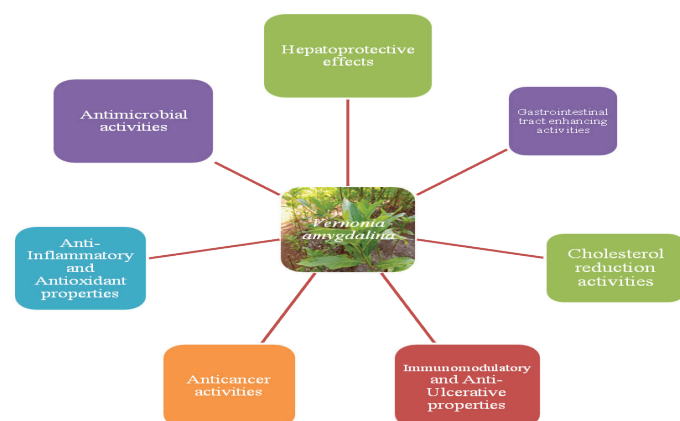 Hepatoprotective
effects
Antimicrobial
activities
Gastrointestinal
tract enhancing
activities
Vernonia
amygdalina
Anti-
Inflammatory
and
Antioxidant
properties
Cholesterol
reduction
activities
Anticancer
activities
Immunomodulatory
and Anti-
Ulcerative
properties